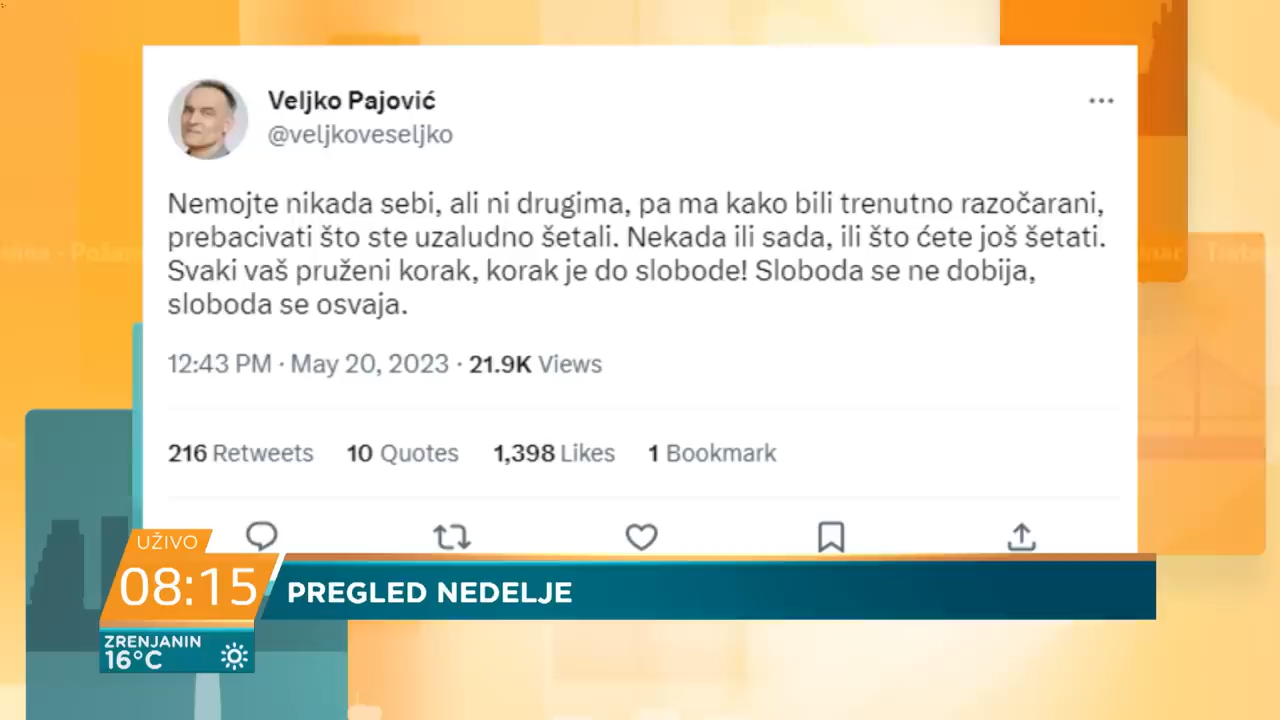 Veljko Pajović
@veljkoveseljko
Nemojte nikada sebi, ali ni drugima, pa ma kako bili trenutno razočarani,
prebacivati što ste uzaludno šetali. Nekada ili sada, ili što ćete još šetati.
Svaki vaš pruženi korak, korak je do slobode! Sloboda se ne dobija,
sloboda se osvaja.
12:43 PM · May 20, 2023 · 21.9K Views
216 Retweets 10 Quotes 1,398 Likes 1 Bookmark
UŽIVO
08:15
PREGLED NEDELJE
ZRENJANIN
16°C